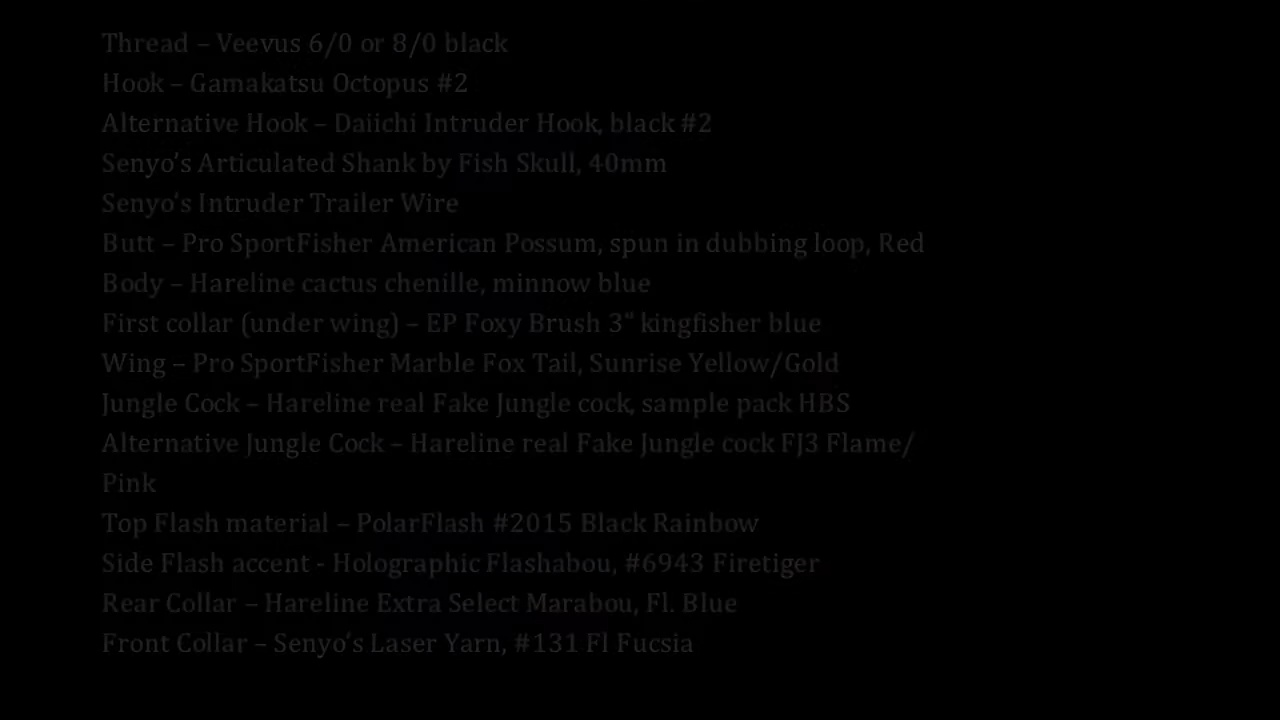 Thread – Veevus 6/0 or 8/0 black
Hook – Gamakatsu Octopus #2
Alternative Hook – Daiichi Intruder Hook, black #2
Senyo’s Articulated Shank by Fish Skull, 40mm
Senyo’s Intruder Trailer Wire
Butt – Pro SportFisher American Possum, spun in dubbing loop, Red
Body – Hareline cactus chenille, minnow blue
First collar (under wing) – EP Foxy Brush 3“ kingfisher blue
Wing – Pro SportFisher Marble Fox Tail, Sunrise Yellow/Gold
Jungle Cock – Hareline real Fake Jungle cock, sample pack HBS
Alternative Jungle Cock – Hareline real Fake Jungle cock FJ3 Flame/
Pink
Top Flash material – PolarFlash #2015 Black Rainbow
Side Flash accent - Holographic Flashabou, #6943 Firetiger
Rear Collar – Hareline Extra Select Marabou, Fl. Blue
Front Collar – Senyo’s Laser Yarn, #131 Fl Fucsia